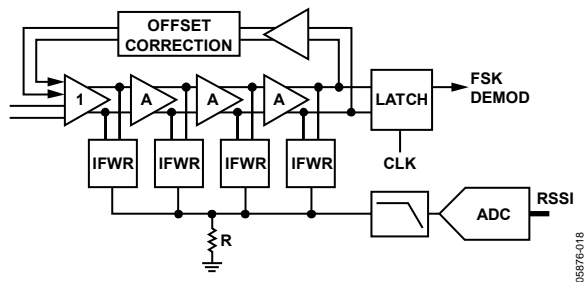 OFFSET
CORRECTION
1
A
A
A
LATCH
FSK
DEMOD
IFWR
IFWR
IFWR
IFWR
CLK
R
ADC
RSSI
05876-018